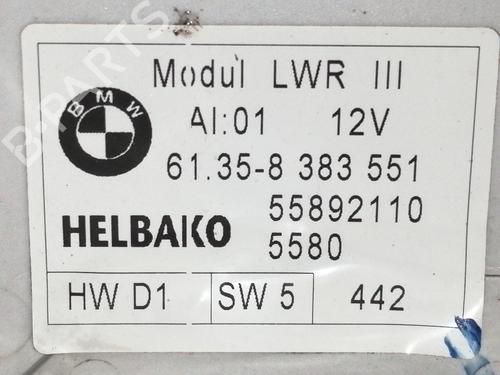 Modul LWR III
BMW
AI:01 12V
61.35-8 383 551
55892110
HELBAKO
5580
HW D1 SW 5 442
B-PARTS